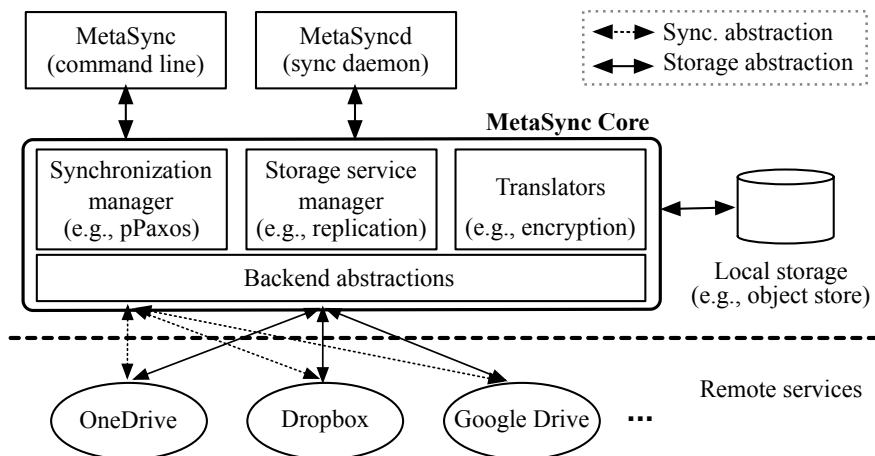 MetaSync
(command line)
MetaSyncd
(sync daemon)
Sync. abstraction
Storage abstraction
MetaSync Core
Synchronization
manager
(e.g., pPaxos)
Storage service
manager
(e.g., replication)
Translators
(e.g., encryption)
Backend abstractions
Local storage
(e.g., object store)
Remote services
OneDrive
Dropbox
Google Drive
...